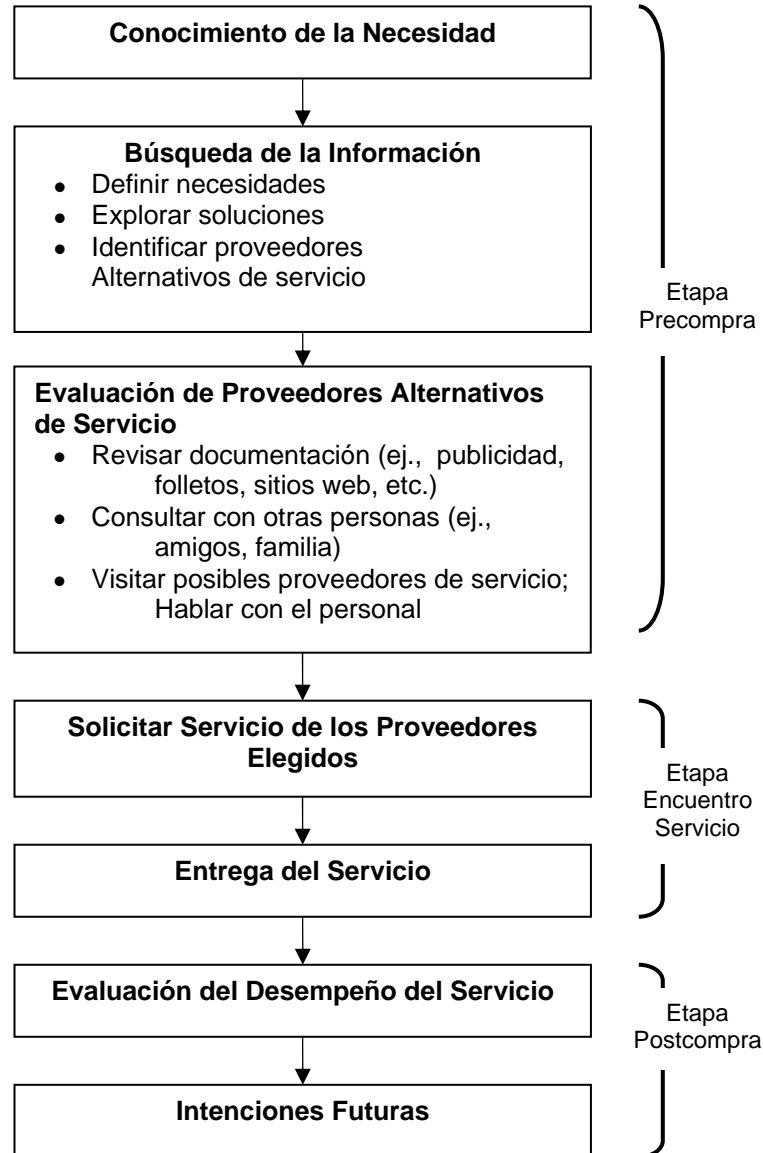 Conocimiento de la Necesidad
Búsqueda de la Información
• Definir necesidades
• Explorar soluciones
• Identificar proveedores
Alternativos de servicio
Etapa
Precompra
Evaluación de Proveedores Alternativos
de Servicio
• Revisar documentación (ej., publicidad,
folletos, sitios web, etc.)
• Consultar con otras personas (ej.,
amigos, familia)
• Visitar posibles proveedores de servicio;
Hablar con el personal
Solicitar Servicio de los Proveedores
Elegidos
Etapa
Encuentro
Servicio
Entrega del Servicio
Evaluación del Desempeño del Servicio
Etapa
Postcompra
Intenciones Futuras